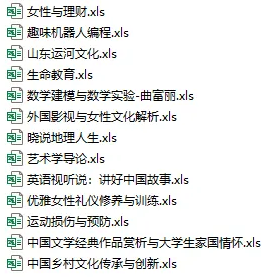 女性与理财.xls
趣味机器人编程.xls
山东运河文化.xls
生命教育.xls
数学建模与数学实验-曲富丽.xls
外国影视与女性文化解析.xls
晓说地理人生.xls
艺术学导论.xls
英语视听说：讲好中国故事.xls
优雅女性礼仪修养与训练.xls
运动损伤与预防.xls
中国文学经典作品赏析与大学生家国情怀.xls
中国乡村文化传承与创新.xls